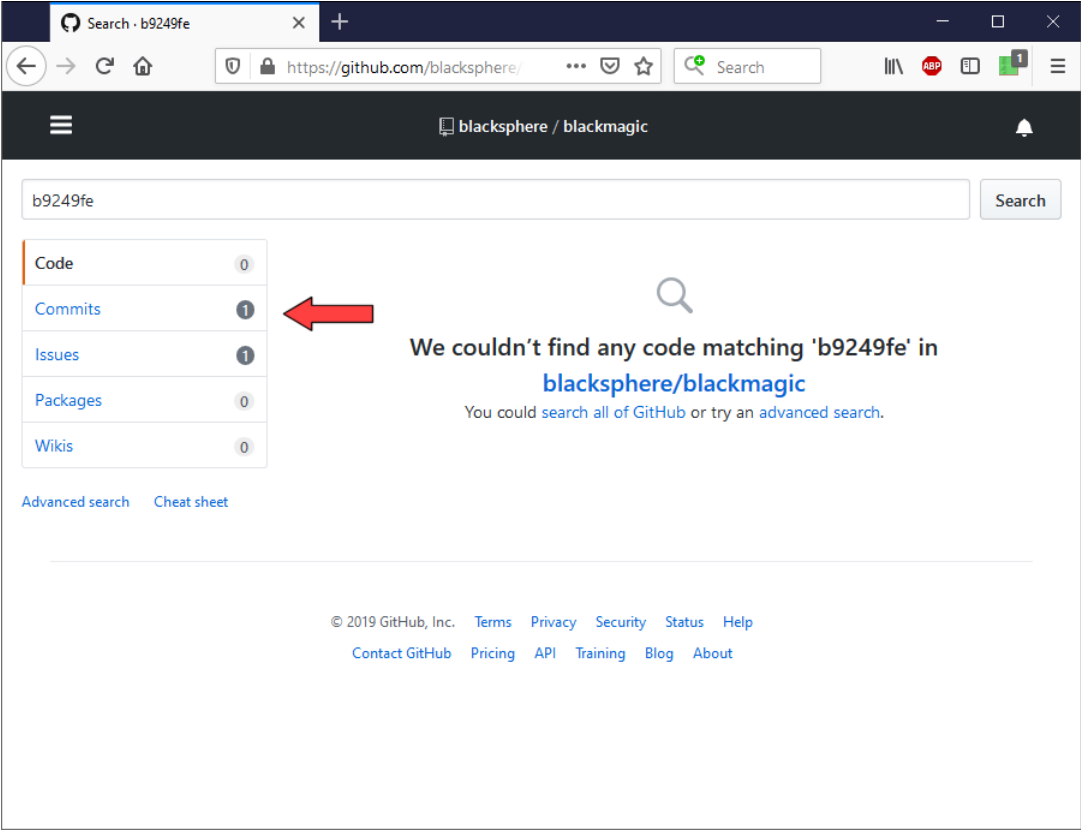 Search · b9249fe
https://github.com/blacksphere/
Search
ABP
1
blacksphere / blackmagic
b9249fe
Search
Code 0
Commits 1
Issues 1
Packages 0
Wikis 0
Advanced search Cheat sheet
We couldn’t find any code matching 'b9249fe' in
blacksphere/blackmagic
You could search all of GitHub or try an advanced search.
© 2019 GitHub, Inc. Terms Privacy Security Status Help
Contact GitHub Pricing API Training Blog About